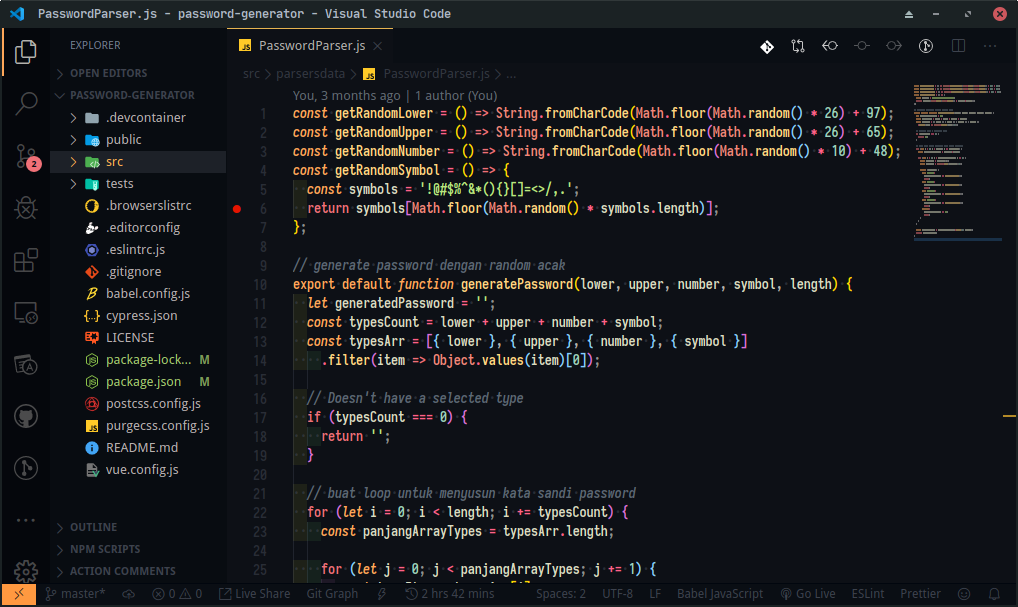 PasswordParser.js - password-generator - Visual Studio Code
EXPLORER
OPEN EDITORS
PASSWORD-GENERATOR
.devcontainer
public
src
tests
.browserslistrc
.editorconfig
.eslintrc.js
.gitignore
babel.config.js
cypress.json
LICENSE
package-lock... M
package.json M
postcss.config.js
purgecss.config.js
README.md
vue.config.js
OUTLINE
NPM SCRIPTS
ACTION COMMENTS
2
PasswordParser.js
src > parsersdata > PasswordParser.js > ...
You, 3 months ago | 1 author (You)
1 const getRandomLower = () => String.fromCharCode(Math.floor(Math.random() * 26) + 97);
2 const getRandomUpper = () => String.fromCharCode(Math.floor(Math.random() * 26) + 65);
3 const getRandomNumber = () => String.fromCharCode(Math.floor(Math.random() * 10) + 48);
4 const getRandomSymbol = () => {
5 const symbols = '!@#$%^&*(){}[]=<>/,.';
6 return symbols[Math.floor(Math.random() * symbols.length)];
7 };
8
9 // generate password dengan random acak
10 export default function generatePassword(lower, upper, number, symbol, length) {
11 let generatedPassword = '';
12 const typesCount = lower + upper + number + symbol;
13 const typesArr = [{ lower }, { upper }, { number }, { symbol }]
14 .filter(item => Object.values(item)[0]);
15
16 // Doesn't have a selected type
17 if (typesCount === 0) {
18 return '';
19 }
20
21 // buat loop untuk menyusun kata sandi password
22 for (let i = 0; i < length; i += typesCount) {
23 const panjangArrayTypes = typesArr.length;
24
25 for (let j = 0; j < panjangArrayTypes; j += 1) {
master* 0 0 Live Share Git Graph 2 hrs 42 mins Spaces: 2 UTF-8 LF Babel JavaScript Go Live ESLint Prettier